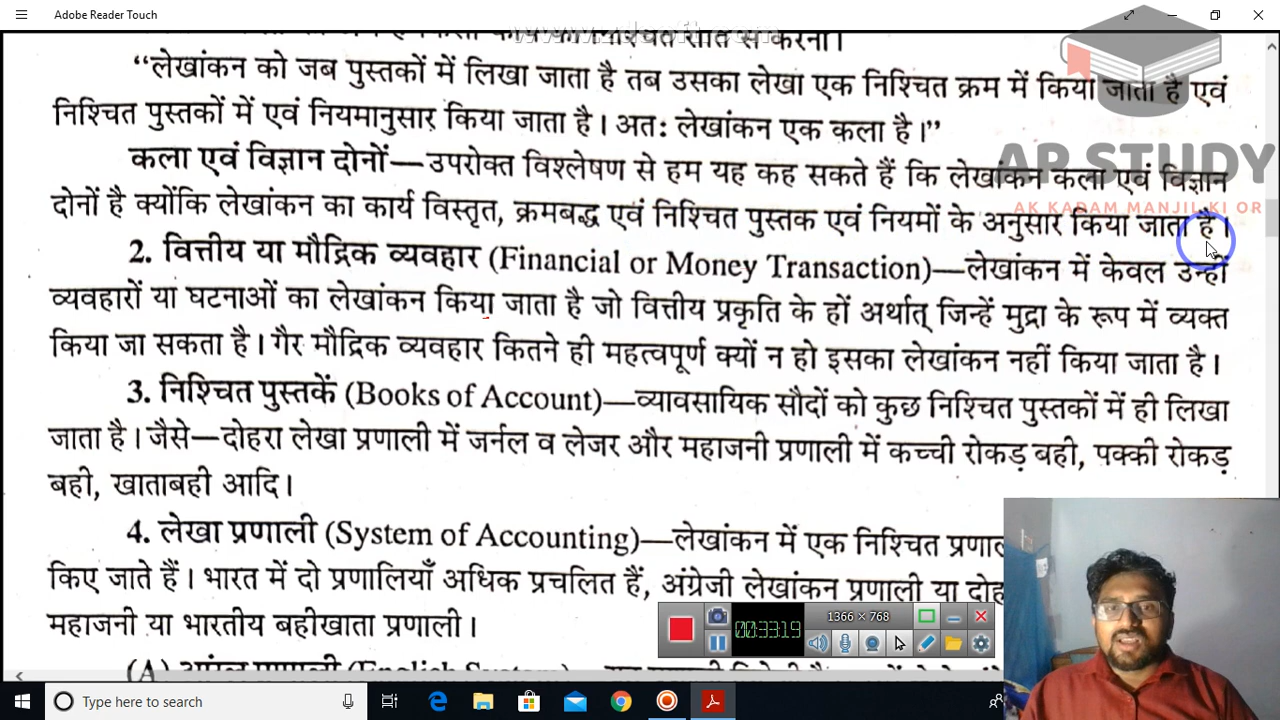 Adobe Reader Touch
“लेखांकन को जब पुस्तकों में लिखा जाता है तब उसका लेखा एक निश्चित क्रम में किया जाता है एवं
निश्चित पुस्तकों में एवं नियमानुसार किया जाता है। अतः लेखांकन एक कला है।”
कला एवं विज्ञान दोनों—उपरोक्त विश्लेषण से हम यह कह सकते हैं कि लेखांकन कला एवं विज्ञान
AP STUDY
AK KADAM MANJIL KI OR
दोनों है क्योंकि लेखांकन का कार्य विस्तृत, क्रमबद्ध एवं निश्चित पुस्तक एवं नियमों के अनुसार किया जाता है।
2. वित्तीय या मौद्रिक व्यवहार (Financial or Money Transaction)—लेखांकन में केवल उन्हीं
व्यवहारों या घटनाओं का लेखांकन किया जाता है जो वित्तीय प्रकृति के हों अर्थात् जिन्हें मुद्रा के रूप में व्यक्त
किया जा सकता है। गैर मौद्रिक व्यवहार कितने ही महत्वपूर्ण क्यों न हो इसका लेखांकन नहीं किया जाता है।
3. निश्चित पुस्तकें (Books of Account)—व्यावसायिक सौदों को कुछ निश्चित पुस्तकों में ही लिखा
जाता है। जैसे—दोहरा लेखा प्रणाली में जर्नल व लेजर और महाजनी प्रणाली में कच्ची रोकड़ बही, पक्की रोकड़
बही, खाताबही आदि।
4. लेखा प्रणाली (System of Accounting)—लेखांकन में एक निश्चित
किए जाते हैं। भारत में दो प्रणालियाँ अधिक प्रचलित हैं, अंग्रेजी लेखांकन प्रणाली या
महाजनी या भारतीय बहीखाता प्रणाली।
00:33:19
1366 × 768
(A) आंग्ल प्रणाली (English System)
Type here to search